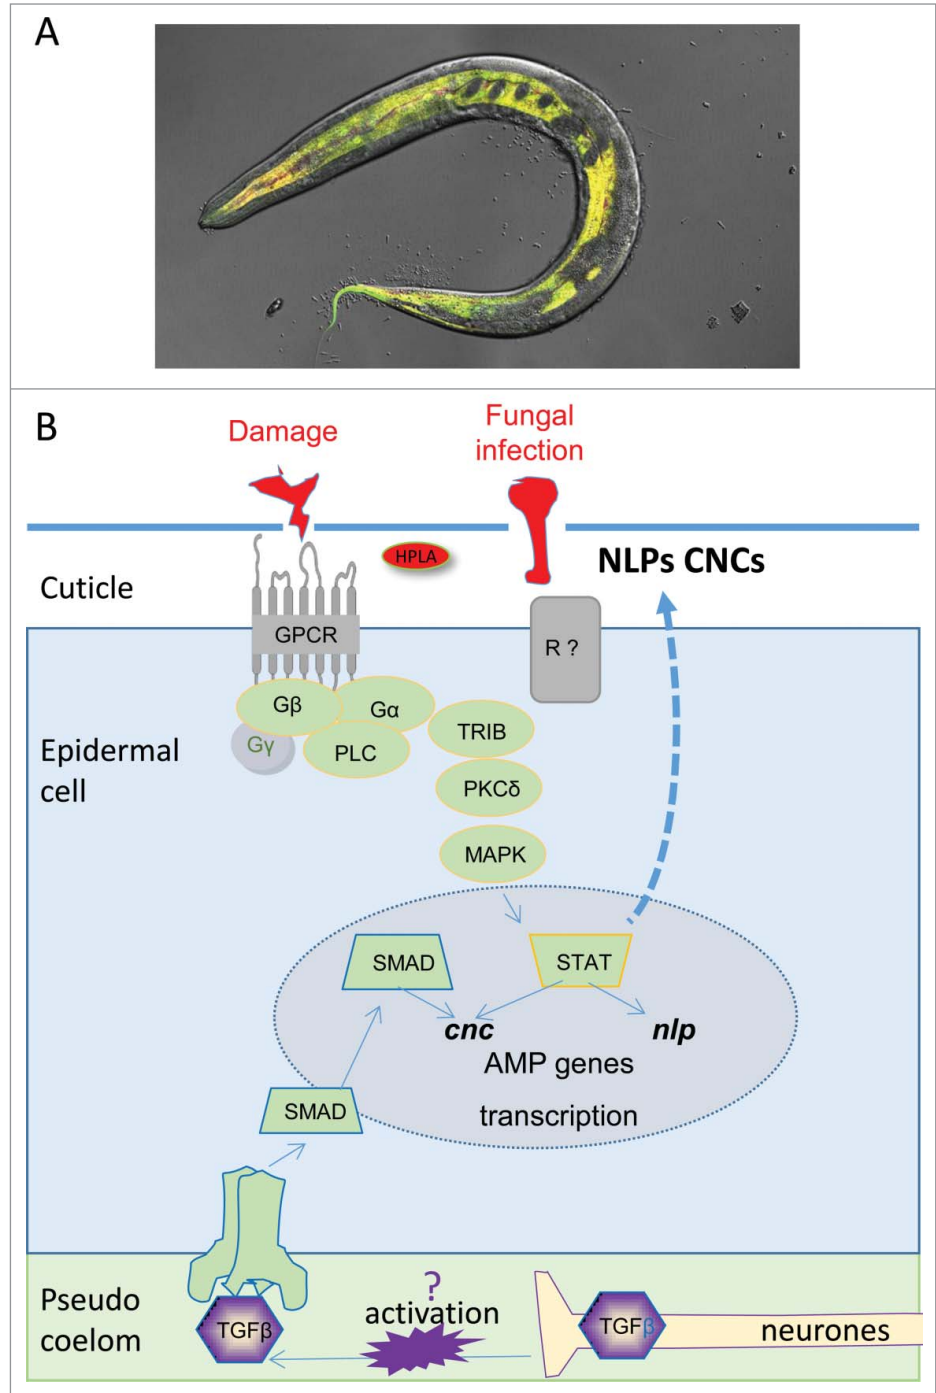 A
B
Damage
Fungal
infection
HPLA
NLPs CNCs
Cuticle
GPCR
R ?
Gβ
Gα
TRIB
Gγ
PLC
Epidermal
cell
PKCδ
MAPK
SMAD
STAT
cnc
nlp
AMP genes
transcription
SMAD
Pseudo
coelom
?
activation
TGFβ
TGFβ
neurones